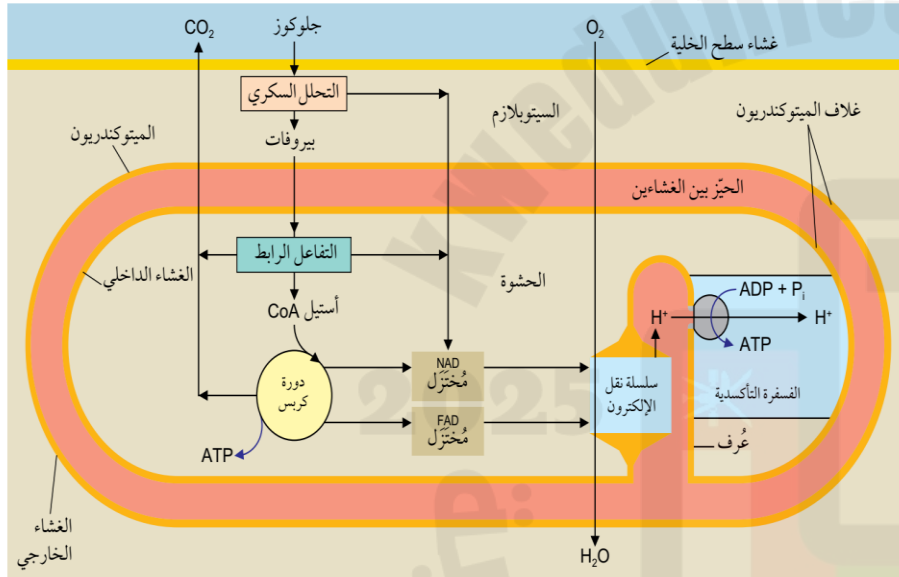 CO₂
جلوكوز
O₂
غشاء سطح الخلية
التحلل السكري
السيتوبلازم
غلاف الميتوكندريون
الميتوكندريون
بيروفات
الحيّز بين الغشاءين
التفاعل الرابط
الغشاء الداخلي
الحشوة
أستيل CoA
ADP + Pᵢ
H⁺
H⁺
ATP
NAD
مُختَزَل
دورة
كربس
سلسلة نقل
الإلكترون
الفسفرة التأكسدية
FAD
مُختَزَل
عُرف
ATP
الغشاء
الخارجي
H₂O
kwedufiles
2025